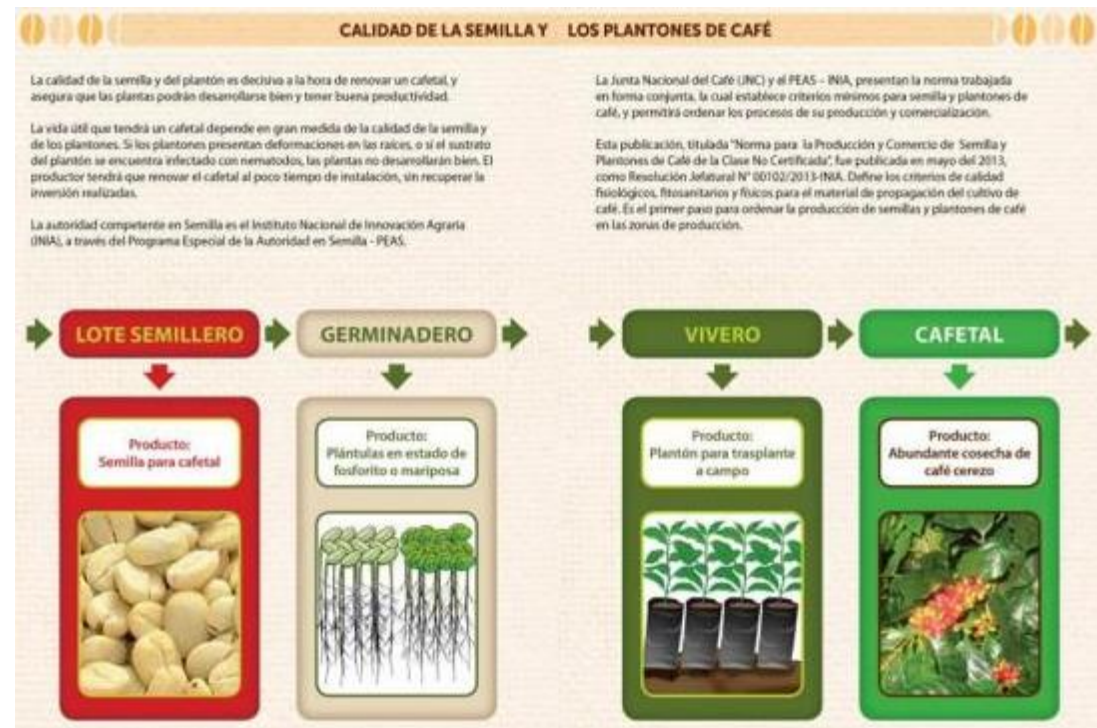 CALIDAD DE LA SEMILLA Y LOS PLANTONES DE CAFÉ
La calidad de la semilla y del plantón es decisivo a la hora de renovar un cafetal, y
asegura que las plantas podrán desarrollarse bien y tener buena productividad.
La vida útil que tendrá un cafetal depende en gran medida de la calidad de la semilla y
de los plantones. Si los plantones presentan deformaciones en las raíces, o si el sustrato
del plantón se encuentra infectado con nematodos, las plantas no desarrollarán bien. El
productor tendrá que renovar el cafetal al poco tiempo de instalación, sin recuperar la
inversión realizadas.
La autoridad competente en Semilla es el Instituto Nacional de Innovación Agraria
(INIA), a través del Programa Especial de la Autoridad en Semilla - PEAS.
La Junta Nacional del Café (JNC) y el PEAS – INIA, presentan la norma trabajada
en forma conjunta, la cual establece criterios mínimos para semilla y plantones de
café, y permitirá ordenar los procesos de su producción y comercialización.
Esta publicación, titulada "Norma para la Producción y Comercio de Semilla y
Plantones de Café de la Clase No Certificada", fue publicada en mayo del 2013,
como Resolución Jefatural N° 00102/2013-INIA. Define los criterios de calidad
fisiológicos, fitosanitarios y físicos para el material de propagación del cultivo de
café. Es el primer paso para ordenar la producción de semillas y plantones de café
en las zonas de producción.
LOTE SEMILLERO
GERMINADERO
VIVERO
CAFETAL
Producto:
Semilla para cafetal
Producto:
Plántulas en estado de
fosforito o mariposa
Producto:
Plantón para trasplante
a campo
Producto:
Abundante cosecha de
café cerezo